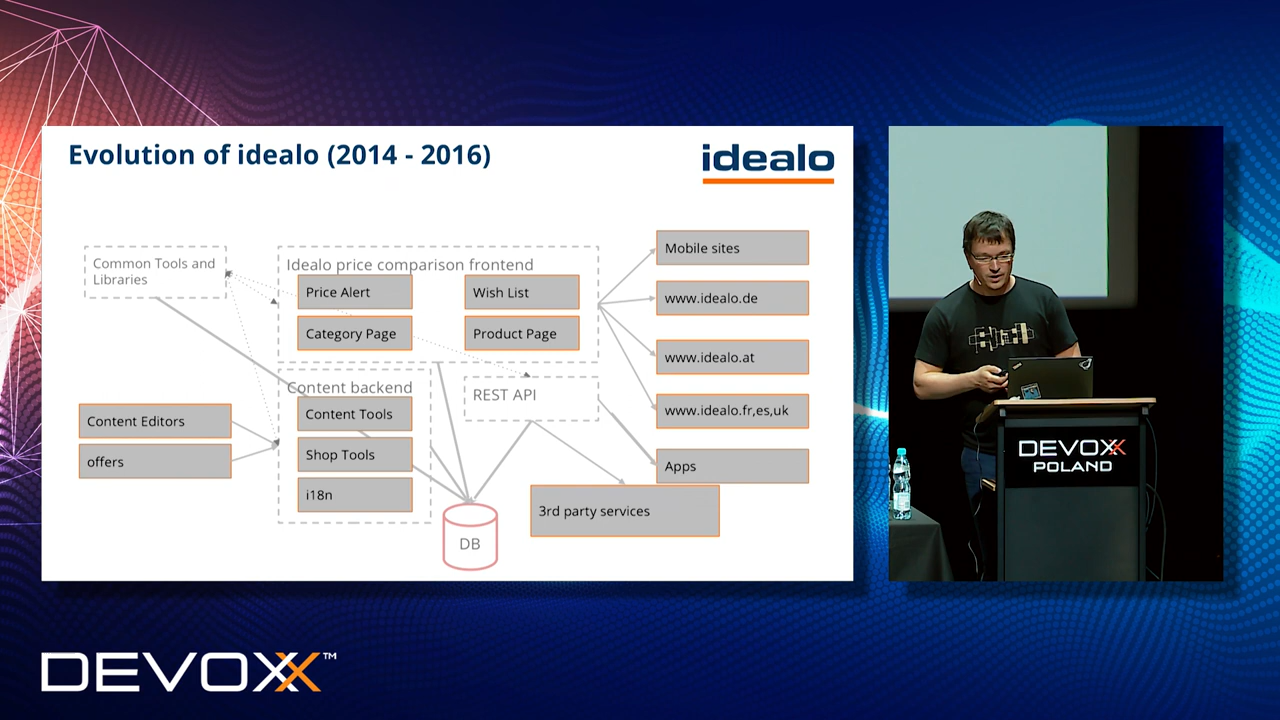 Evolution of idealo (2014 - 2016)
idealo
Common Tools and
Libraries
Idealo price comparison frontend
Price Alert
Wish List
Category Page
Product Page
Content backend
Content Tools
Shop Tools
i18n
REST API
Content Editors
offers
Mobile sites
www.idealo.de
www.idealo.at
www.idealo.fr,es,uk
Apps
3rd party services
DB
DEVOXX
POLAND
DEVOXX™